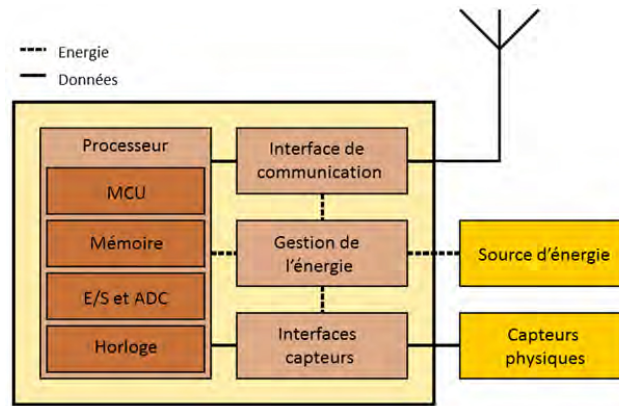 Energie
Données
Processeur
MCU
Mémoire
E/S et ADC
Horloge
Interface de
communication
Gestion de
l'énergie
Interfaces
capteurs
Source d'énergie
Capteurs
physiques